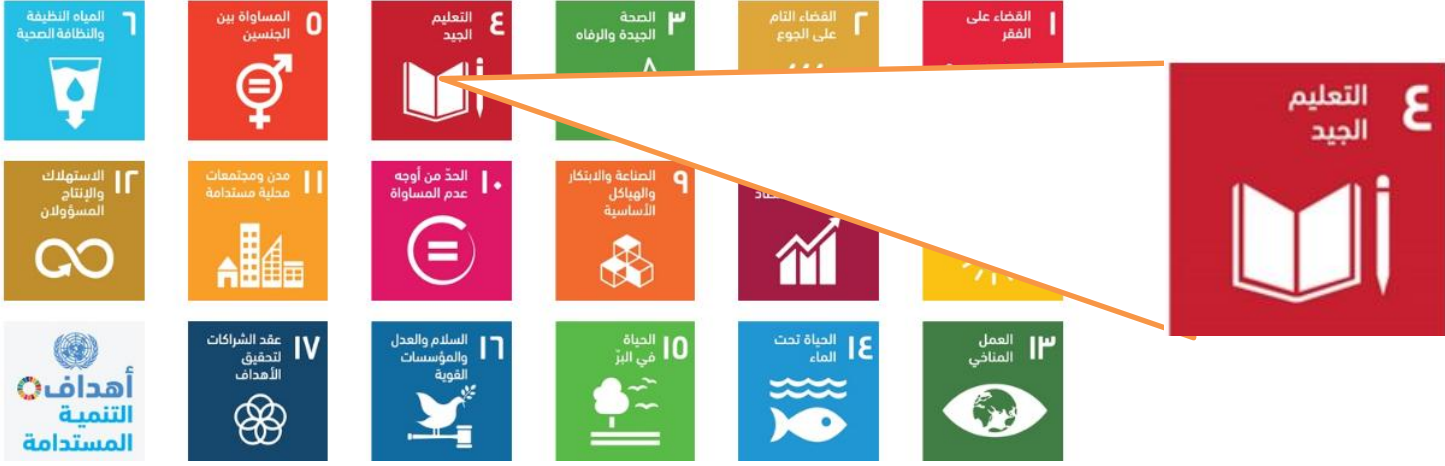 ١
القضاء على
الفقر
٢
القضاء التام
على الجوع
٣
الصحة
الجيدة والرفاه
٤
التعليم
الجيد
٥
المساواة بين
الجنسين
٦
المياه النظيفة
والنظافة الصحية
٤
التعليم
الجيد
٩
الصناعة والابتكار
والهياكل
الأساسية
١٠
الحدّ من أوجه
عدم المساواة
١١
مدن ومجتمعات
محلية مستدامة
١٢
الاستهلاك
والإنتاج
المسؤولان
١٣
العمل
المناخي
١٤
الحياة تحت
الماء
١٥
الحياة
في البرّ
١٦
السلام والعدل
والمؤسسات
القوية
١٧
عقد الشراكات
لتحقيق
الأهداف
أهداف
التنمية
المستدامة